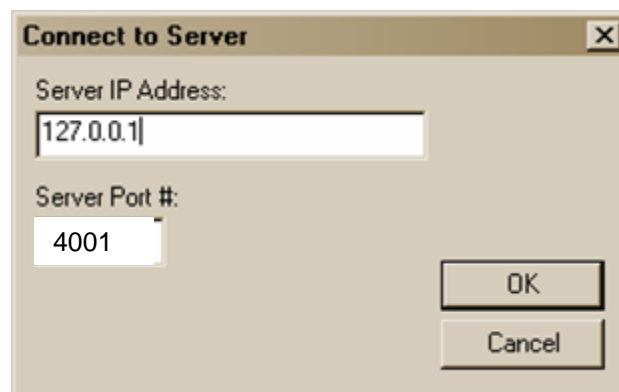 Connect to Server
Server IP Address:
127.0.0.1
Server Port #:
4001
OK
Cancel